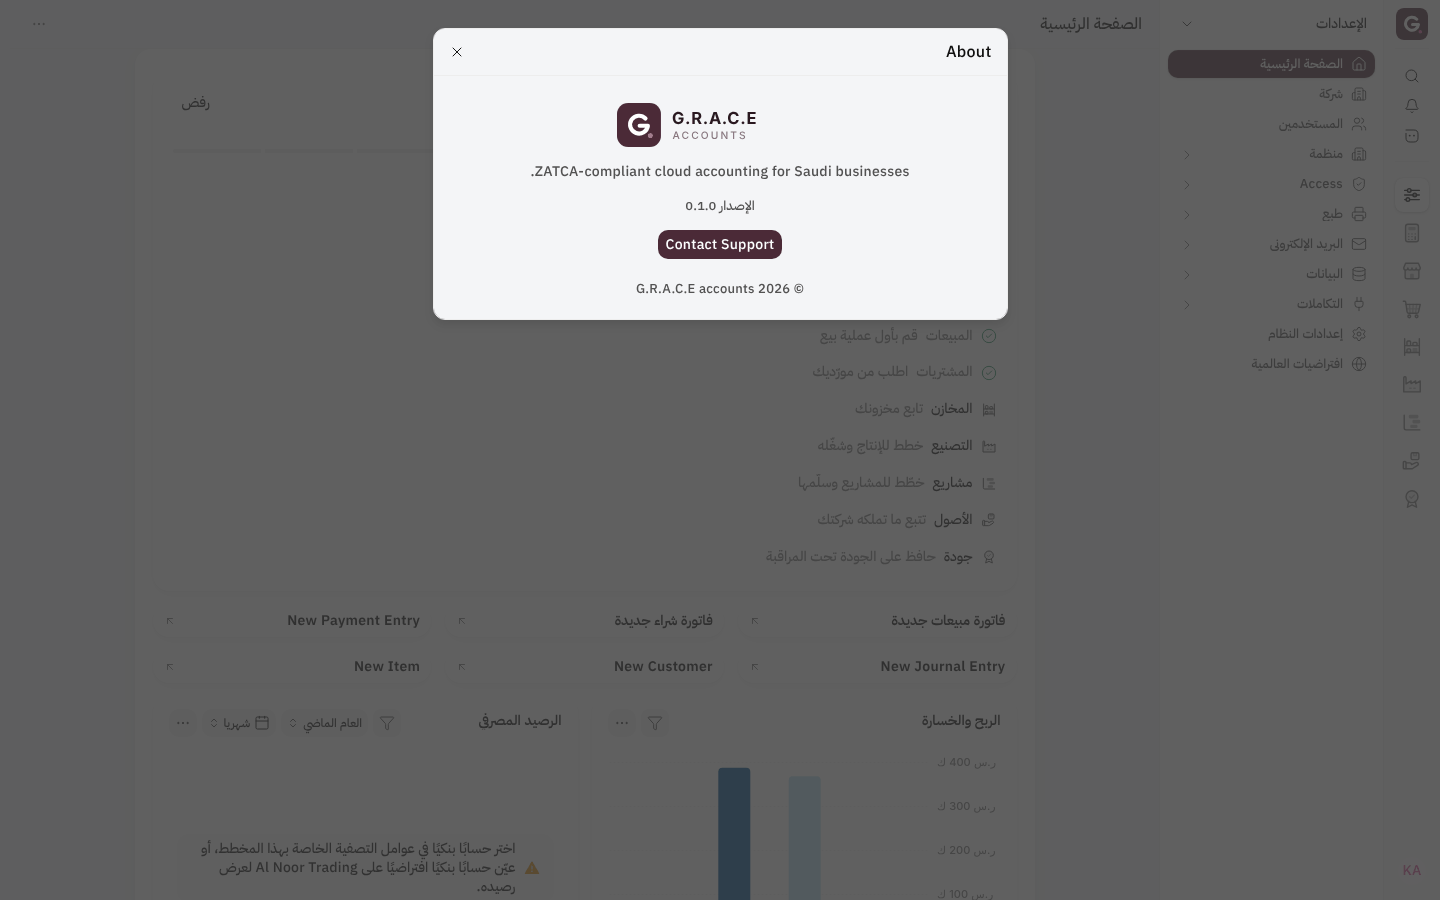 الإعدادات
الصفحة الرئيسية
شركة
المستخدمين
منظمة
Access
طبع
البريد الإلكتروني
البيانات
التكاملات
إعدادات النظام
افتراضيات العالمية
KA
الصفحة الرئيسية
رفض
About
G.R.A.C.E
ACCOUNTS
ZATCA-compliant cloud accounting for Saudi businesses.
الإصدار 0.1.0
Contact Support
© 2026 G.R.A.C.E accounts
المبيعات قم بأول عملية بيع
المشتريات اطلب من مورّديك
المخازن تابع مخزونك
التصنيع خطط للإنتاج وشغّله
مشاريع خطّط للمشاريع وسلّمها
الأصول تتبع ما تملكه شركتك
جودة حافظ على الجودة تحت المراقبة
فاتورة مبيعات جديدة
فاتورة شراء جديدة
New Payment Entry
New Journal Entry
New Customer
New Item
الربح والخسارة
ر.س 400 ك
ر.س 300 ك
ر.س 200 ك
ر.س 100 ك
الرصيد المصرفي
العام الماضي
شهريا
اختر حسابًا بنكيًا في عوامل التصفية الخاصة بهذا المخطط، أو
عيّن حسابًا بنكيًا افتراضيًا على Al Noor Trading لعرض
رصيده.